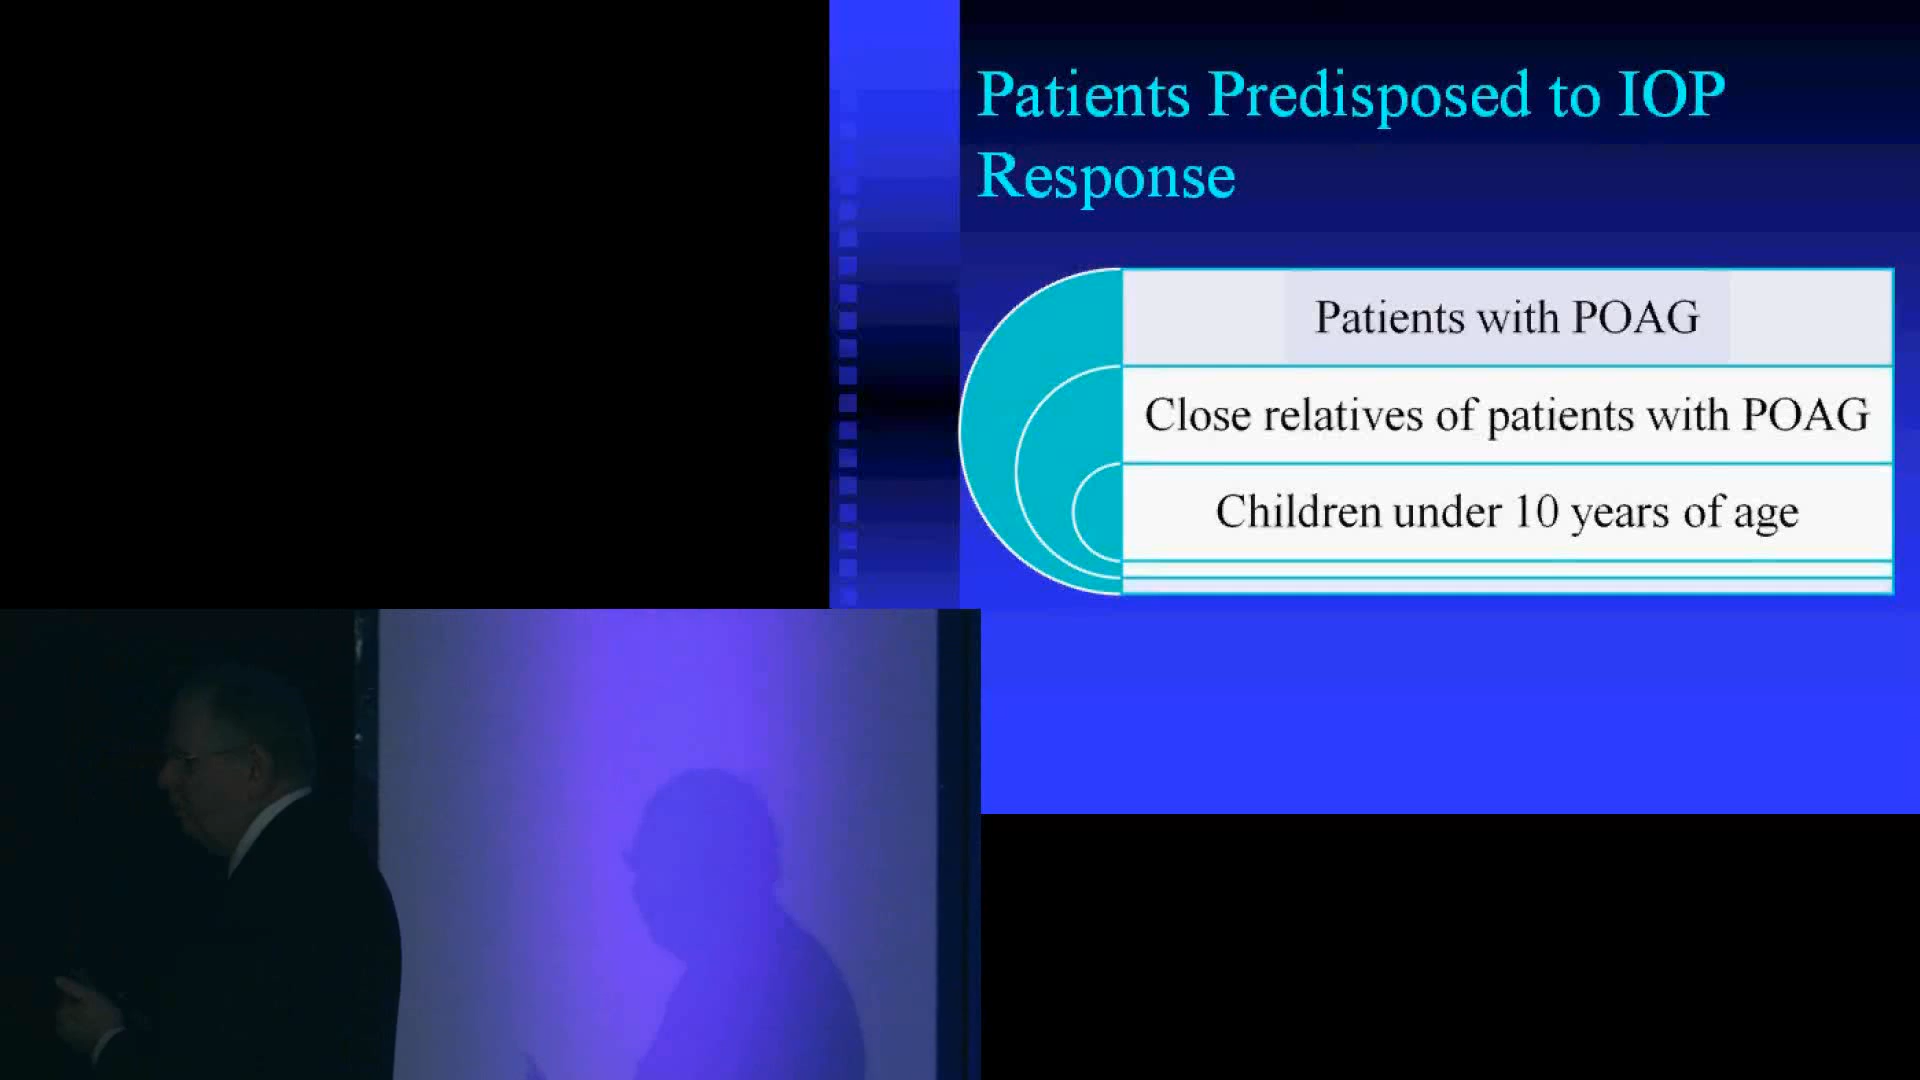 Patients Predisposed to IOP
Response
Patients with POAG
Close relatives of patients with POAG
Children under 10 years of age